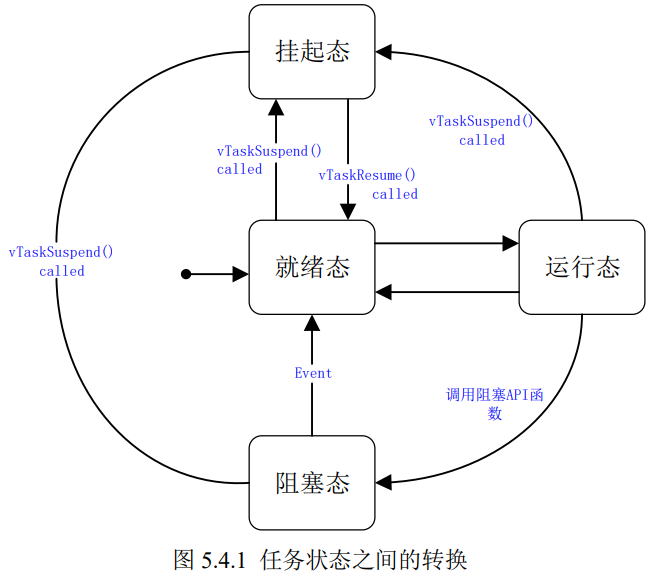 挂起态
vTaskSuspend()
called
vTaskSuspend()
called
vTaskResume()
called
vTaskSuspend()
called
就绪态
运行态
Event
调用阻塞API函
数
阻塞态
图 5.4.1 任务状态之间的转换